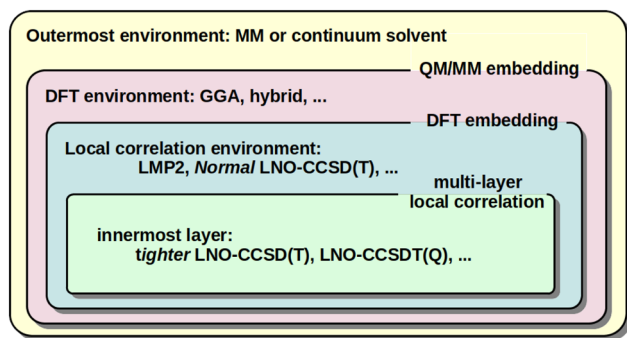 Outermost environment: MM or continuum solvent
QM/MM embedding
DFT environment: GGA, hybrid, ...
DFT embedding
Local correlation environment:
LMP2, Normal LNO-CCSD(T), ...
multi-layer
local correlation
innermost layer:
tighter LNO-CCSD(T), LNO-CCSDT(Q), ...